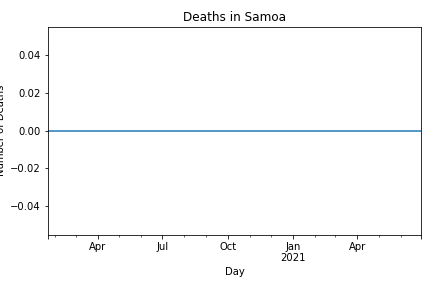 Deaths in Samoa
Number of Deaths
0.04
0.02
0.00
−0.02
−0.04
Apr
Jul
Oct
Jan
2021
Apr
Day